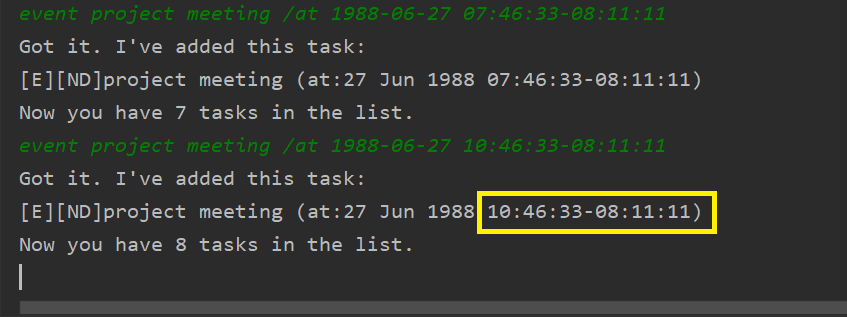 event project meeting /at 1988-06-27 07:46:33-08:11:11
Got it. I've added this task:
[E][ND]project meeting (at:27 Jun 1988 07:46:33-08:11:11)
Now you have 7 tasks in the list.
event project meeting /at 1988-06-27 10:46:33-08:11:11
Got it. I've added this task:
[E][ND]project meeting (at:27 Jun 1988 10:46:33-08:11:11)
Now you have 8 tasks in the list.